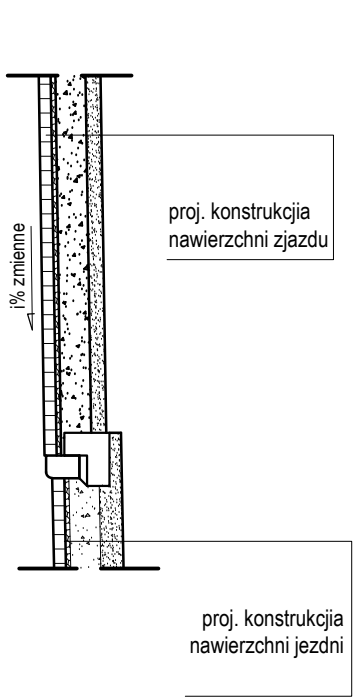 proj. konstrukcjia
nawierzchni zjazdu
i% zmienne
proj. konstrukcjia
nawierzchni jezdni